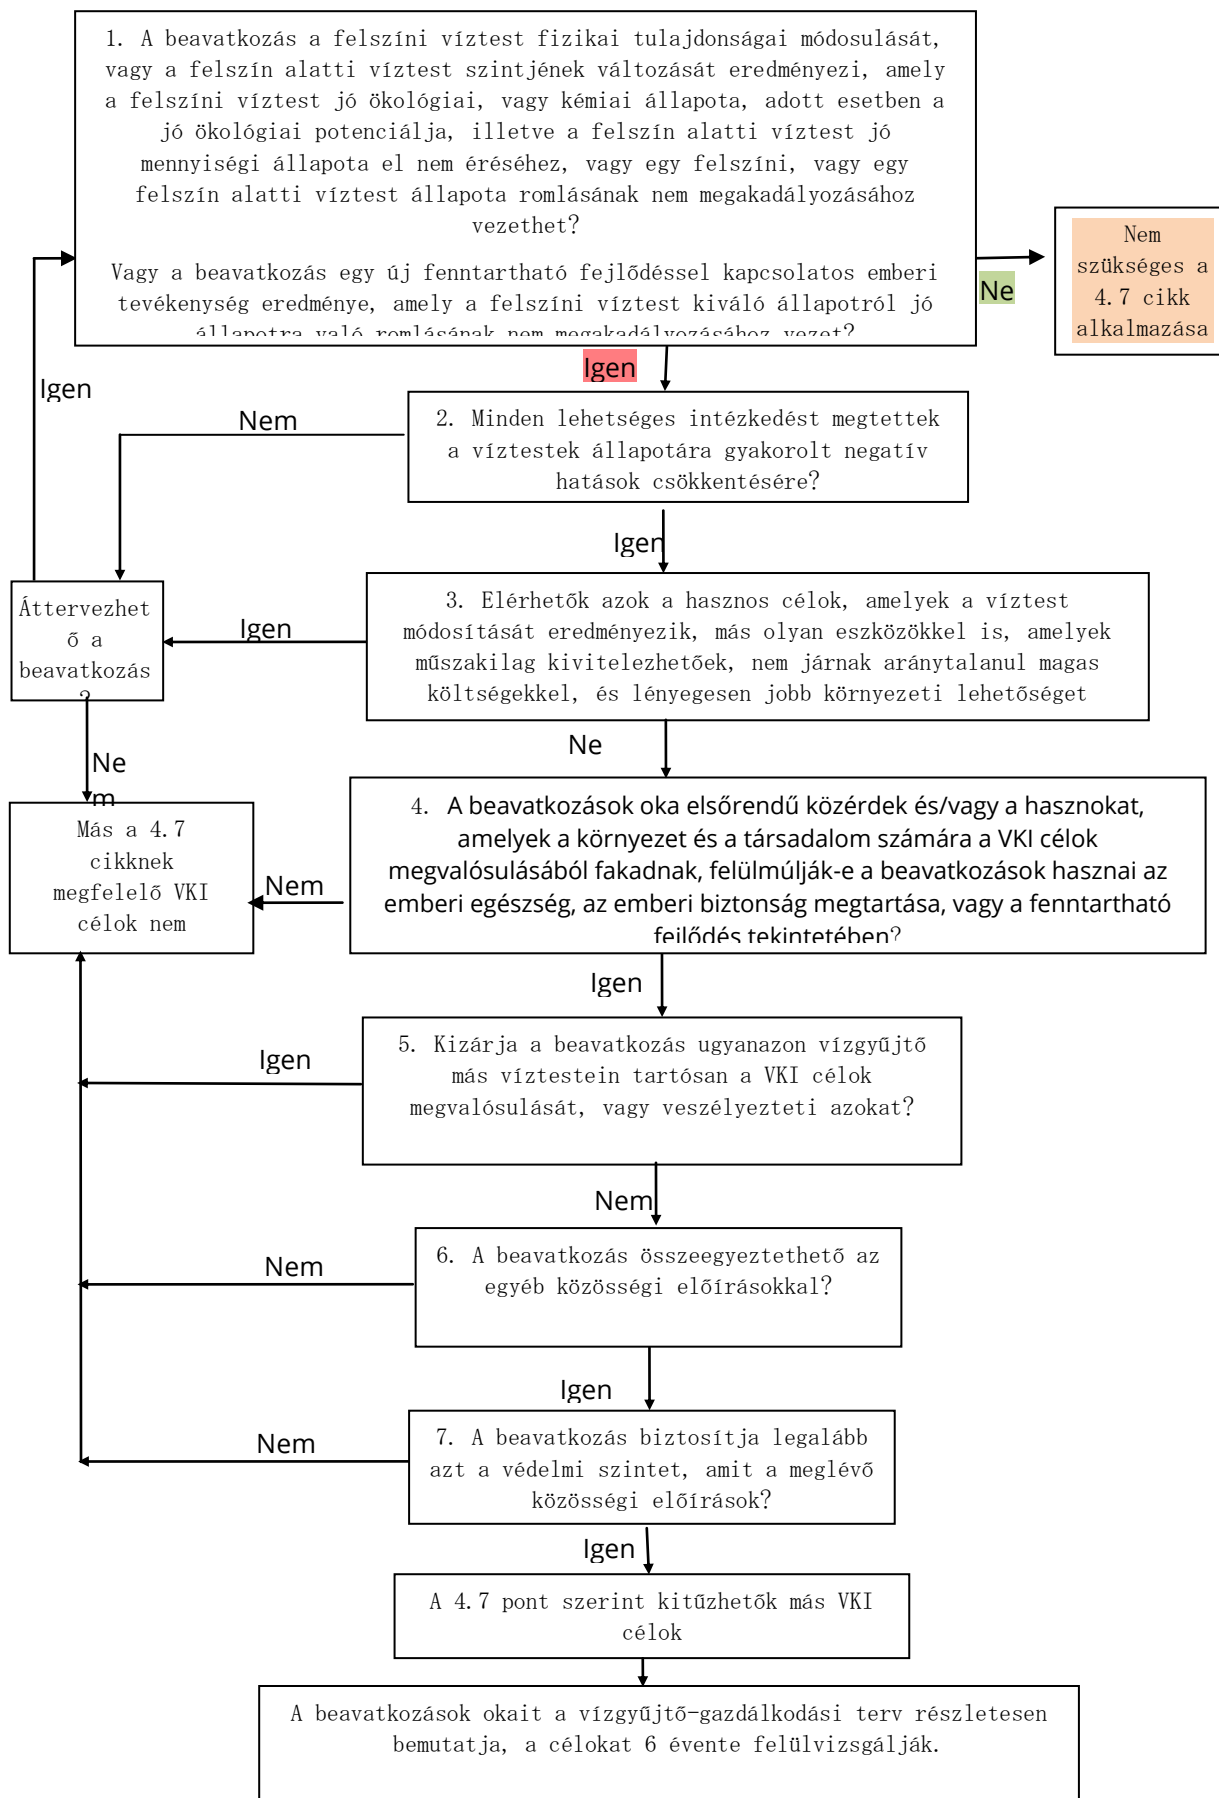 1. A beavatkozás a felszíni víztest fizikai tulajdonságai módosulását,
vagy a felszín alatti víztest szintjének változását eredményezi, amely
a felszíni víztest jó ökológiai, vagy kémiai állapota, adott esetben a
jó ökológiai potenciálja, illetve a felszín alatti víztest jó
mennyiségi állapota el nem éréséhez, vagy egy felszíni, vagy egy
felszín alatti víztest állapota romlásának nem megakadályozásához
vezethet?
Vagy a beavatkozás egy új fenntartható fejlődéssel kapcsolatos emberi
tevékenység eredménye, amely a felszíni víztest kiváló állapotról jó
állapotra való romlásának nem megakadályozásához vezet?
Ne
Nem
szükséges a
4.7 cikk
alkalmazása
Igen
Igen
2. Minden lehetséges intézkedést megtettek
a víztestek állapotára gyakorolt negatív
hatások csökkentésére?
Nem
Igen
Áttervezhet
ő a
beavatkozás
?
3. Elérhetők azok a hasznos célok, amelyek a víztest
módosítását eredményezik, más olyan eszközökkel is, amelyek
műszakilag kivitelezhetőek, nem járnak aránytalanul magas
költségekkel, és lényegesen jobb környezeti lehetőséget
Igen
Ne
Ne
m
Más a 4.7
cikknek
megfelelő VKI
célok nem
4. A beavatkozások oka elsőrendű közérdek és/vagy a hasznokat,
amelyek a környezet és a társadalom számára a VKI célok
megvalósulásából fakadnak, felülmúlják-e a beavatkozások hasznai az
emberi egészség, az emberi biztonság megtartása, vagy a fenntartható
fejlődés tekintetében?
Nem
Igen
5. Kizárja a beavatkozás ugyanazon vízgyűjtő
más víztestein tartósan a VKI célok
megvalósulását, vagy veszélyezteti azokat?
Igen
Nem
6. A beavatkozás összeegyeztethető az
egyéb közösségi előírásokkal?
Nem
Igen
7. A beavatkozás biztosítja legalább
azt a védelmi szintet, amit a meglévő
közösségi előírások?
Nem
Igen
A 4.7 pont szerint kitűzhetők más VKI
célok
A beavatkozások okait a vízgyűjtő-gazdálkodási terv részletesen
bemutatja, a célokat 6 évente felülvizsgálják.